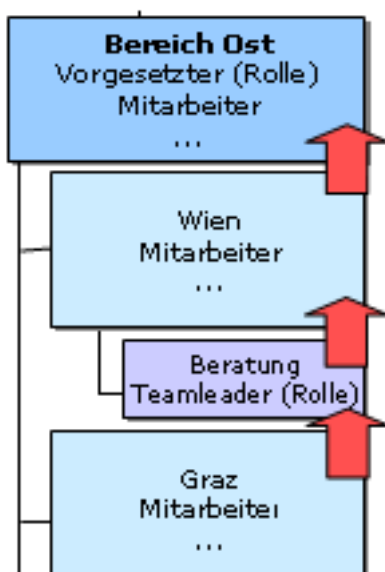 Bereich Ost
Vorgesetzter (Rolle)
Mitarbeiter
...
Wien
Mitarbeiter
...
Beratung
Teamleader (Rolle)
Graz
Mitarbeiter
...